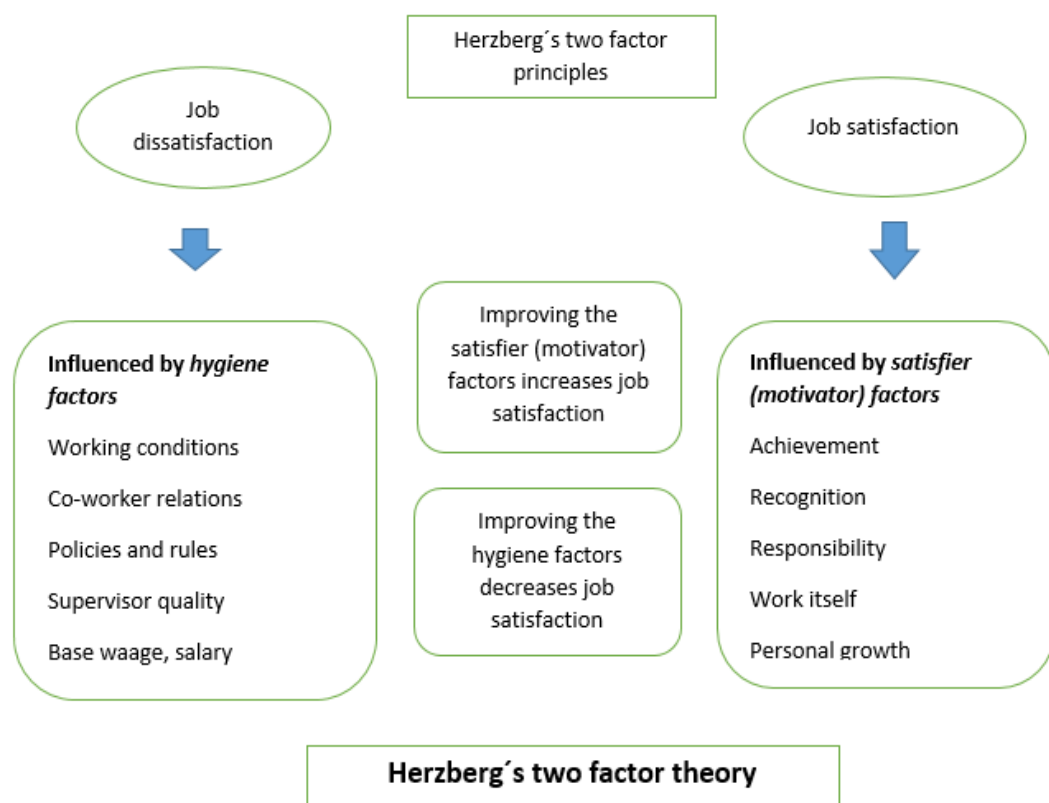 Herzberg´s two factor
principles
Job
dissatisfaction
Job satisfaction
Influenced by hygiene
factors
Working conditions
Co-worker relations
Policies and rules
Supervisor quality
Base waage, salary
Improving the
satisfier (motivator)
factors increases job
satisfaction
Improving the
hygiene factors
decreases job
satisfaction
Influenced by satisfier
(motivator) factors
Achievement
Recognition
Responsibility
Work itself
Personal growth
Herzberg´s two factor theory